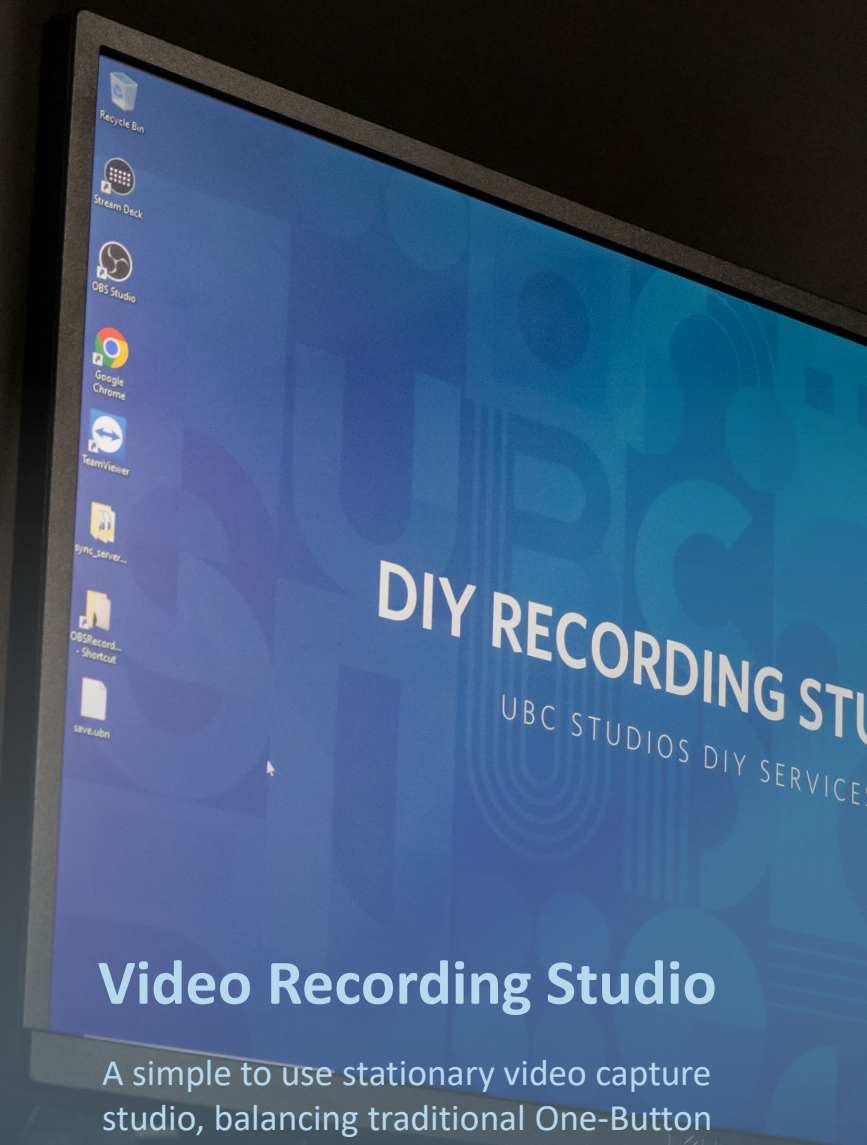 Recycle Bin
Stream Deck
OBS Studio
Google
Chrome
TeamViewer
sync_server...
OBSRecord...
- Shortcut
save.ubn
DIY RECORDING STU
UBC STUDIOS DIY SERVICES
Video Recording Studio
A simple to use stationary video capture
studio, balancing traditional One-Button